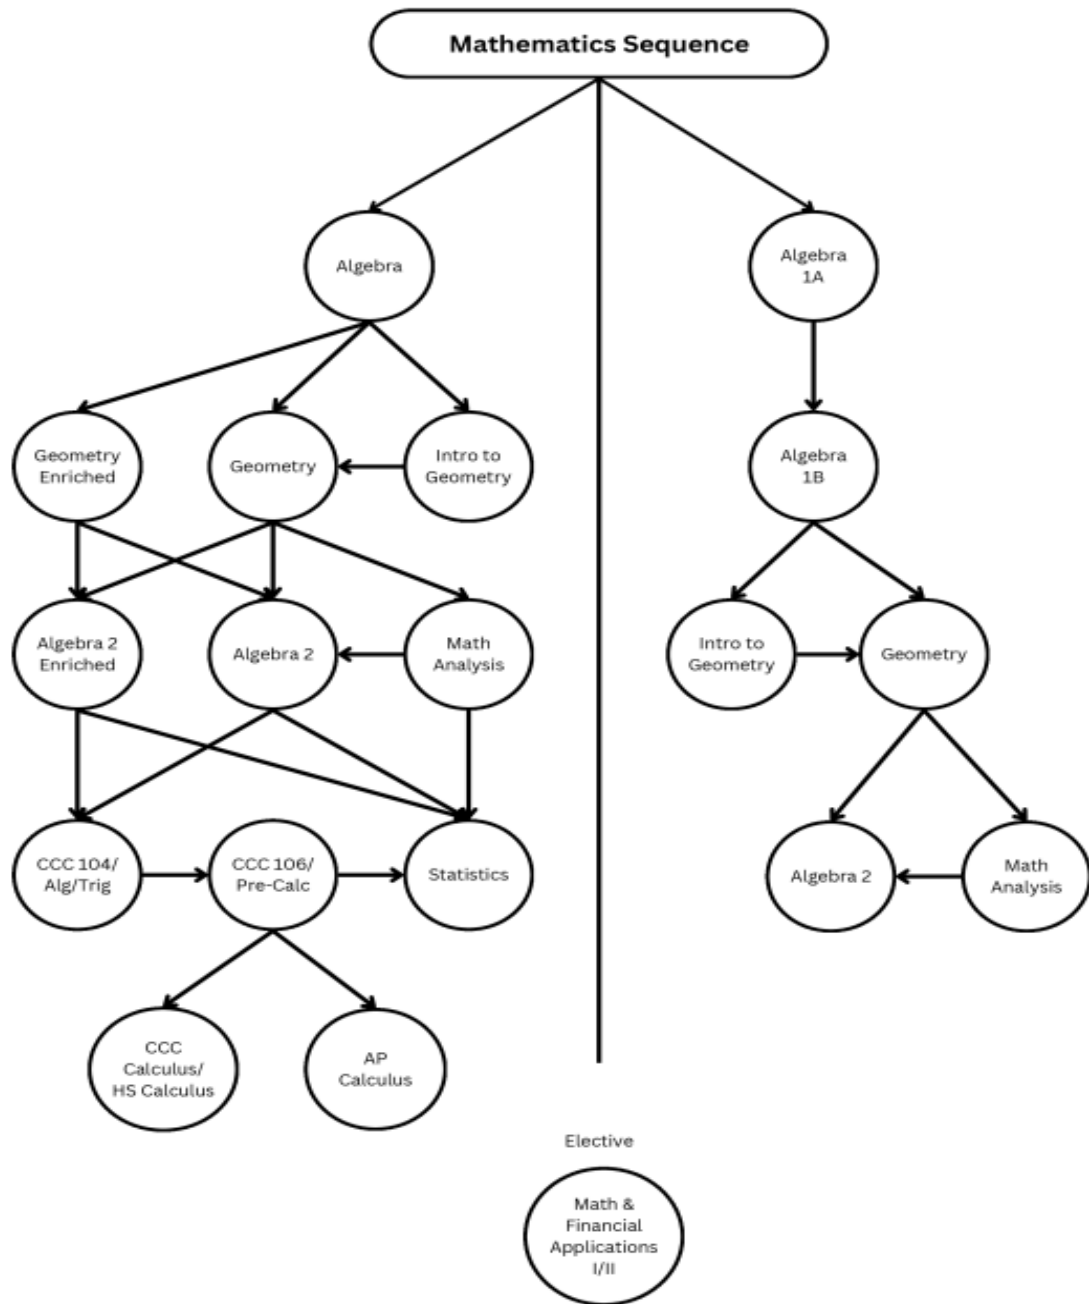 Mathematics Sequence
Algebra
Algebra
1A
Geometry
Enriched
Geometry
Intro to
Geometry
Algebra
1B
Algebra 2
Enriched
Algebra 2
Math
Analysis
Intro to
Geometry
Geometry
CCC 104/
Alg/Trig
CCC 106/
Pre-Calc
Statistics
Algebra 2
Math
Analysis
CCC
Calculus/
HS Calculus
AP
Calculus
Elective
Math &
Financial
Applications
I/II